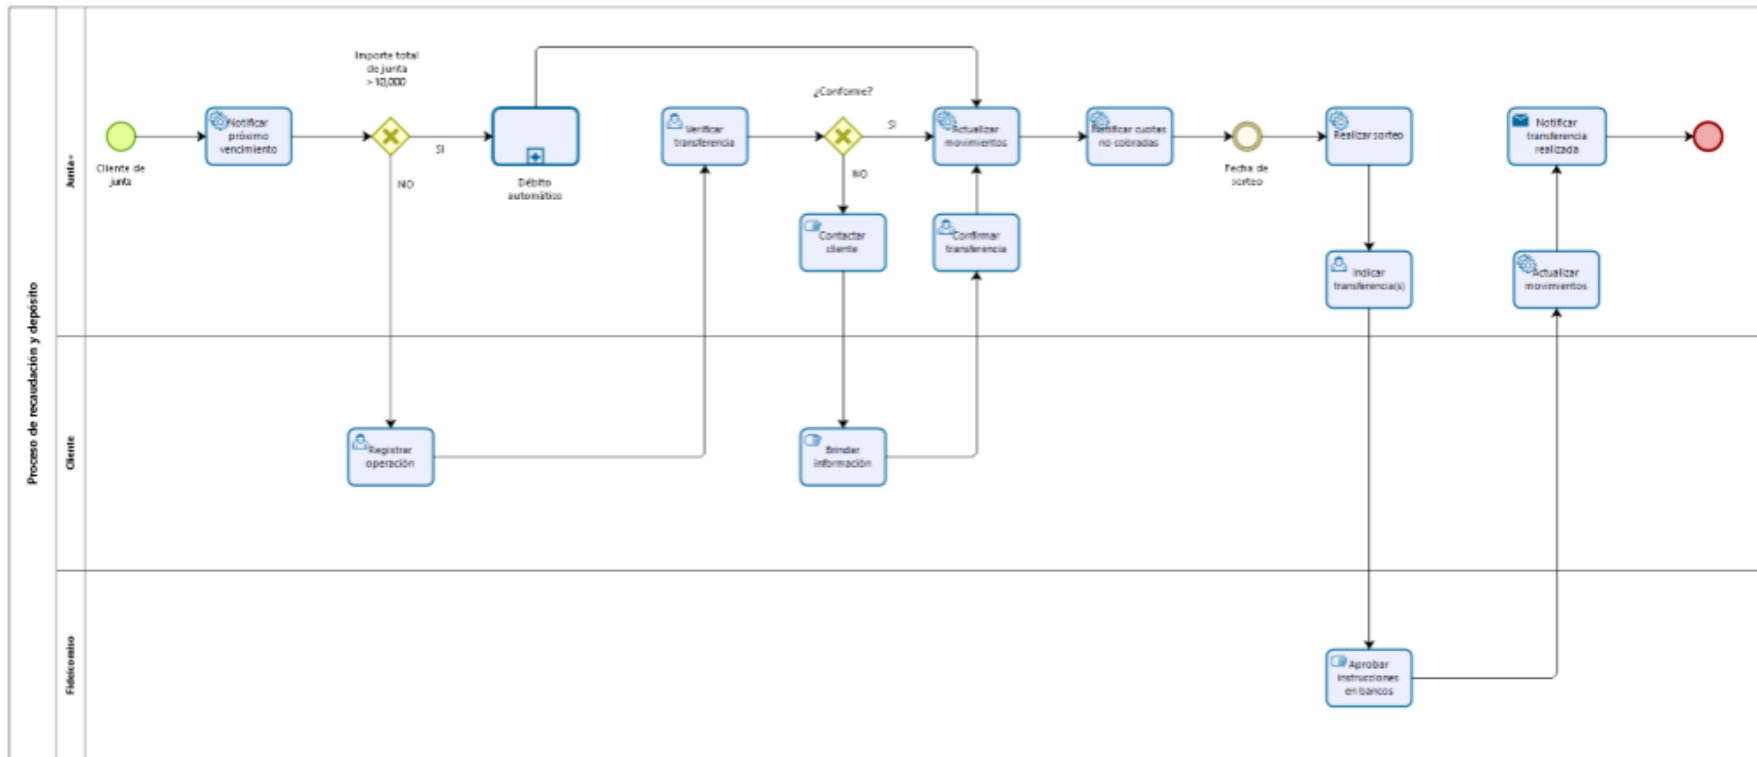 Proceso de recaudación y depósito
Junta+
Cliente de
junta
Notificar
próximo
vencimiento
Importe total
de junta
> 10,000
SI
NO
Débito
automático
Verificar
transferencia
¿Conforme?
SI
NO
Contactar
cliente
Actualizar
movimientos
Confirmar
transferencia
Notificar cuotas
no cobradas
Fecha de
sorteo
Realizar sorteo
Indicar
transferencia(s)
Notificar
transferencia
realizada
Actualizar
movimientos
Cliente
Registrar
operación
Brindar
información
Fideicomiso
Aprobar
instrucciones
en bancos